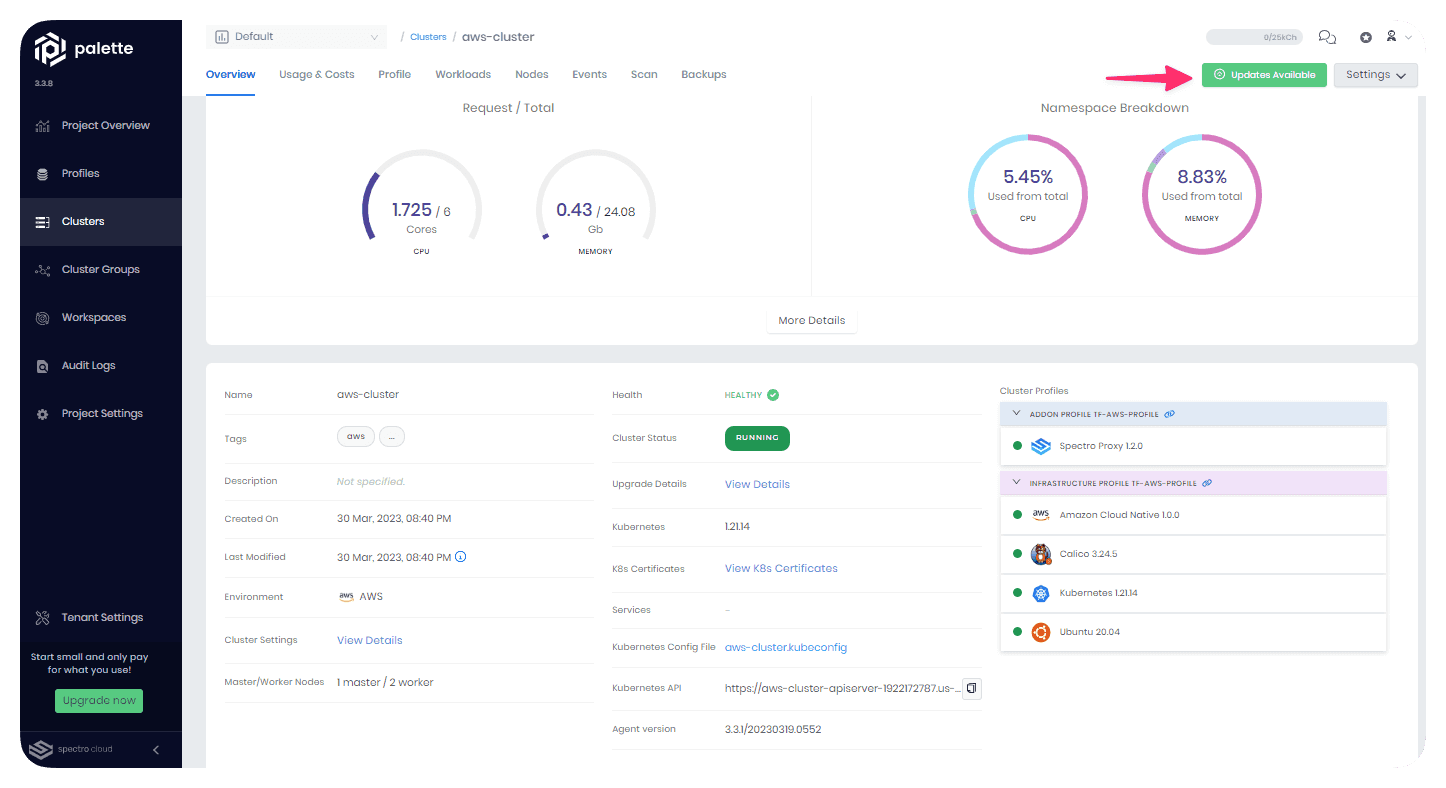 palette
3.3.8
Project Overview
Profiles
Clusters
Cluster Groups
Workspaces
Audit Logs
Project Settings
Tenant Settings
Start small and only pay
for what you use!
Upgrade now
spectro cloud
Default
/ Clusters / aws-cluster
0/25kCh
Overview Usage & Costs Profile Workloads Nodes Events Scan Backups
Updates Available
Settings
Request / Total
1.725 / 6
Cores
CPU
0.43 / 24.08
Gb
MEMORY
Namespace Breakdown
5.45%
Used from total
CPU
8.83%
Used from total
MEMORY
More Details
Name aws-cluster
Tags aws ...
Description Not specified.
Created On 30 Mar, 2023, 08:40 PM
Last Modified 30 Mar, 2023, 08:40 PM
Environment aws AWS
Cluster Settings View Details
Master/Worker Nodes 1 master / 2 worker
Health HEALTHY
Cluster Status RUNNING
Upgrade Details View Details
Kubernetes 1.21.14
K8s Certificates View K8s Certificates
Services -
Kubernetes Config File aws-cluster.kubeconfig
Kubernetes API https://aws-cluster-apiserver-1922172787.us-...
Agent version 3.3.1/20230319.0552
Cluster Profiles
ADDON PROFILE TF-AWS-PROFILE
Spectro Proxy 1.2.0
INFRASTRUCTURE PROFILE TF-AWS-PROFILE
aws Amazon Cloud Native 1.0.0
Calico 3.24.5
Kubernetes 1.21.14
Ubuntu 20.04